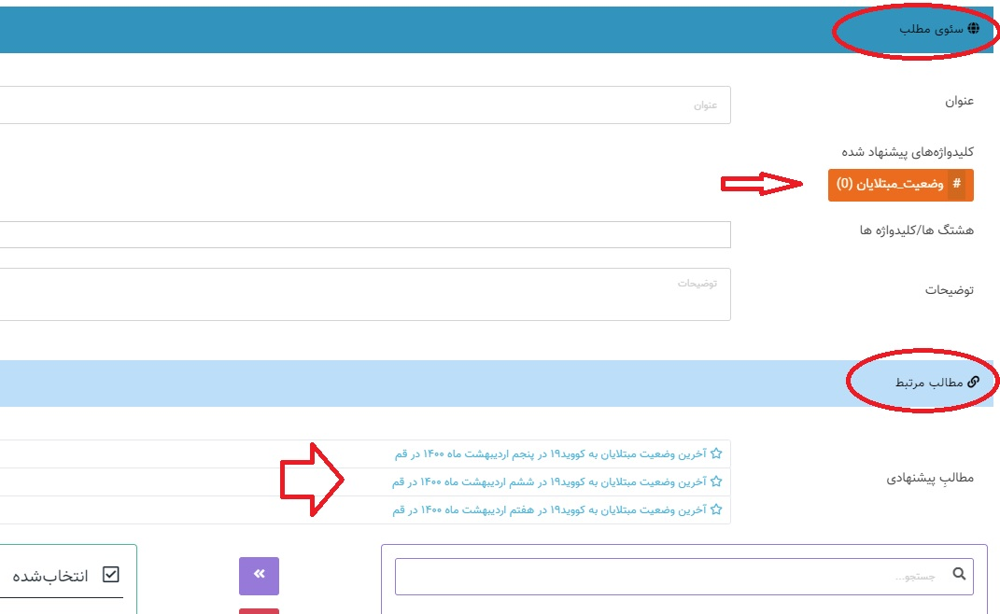 سئوی مطلب
عنوان
عنوان
کلیدواژه‌های پیشنهاد شده
# وضعیت_مبتلایان (0)
هشتگ ها/کلیدواژه ها
توضیحات
توضیحات
مطالب مرتبط
مطالبِ پیشنهادی
آخرین وضعیت مبتلایان به کووید۱۹ در پنجم اردیبهشت ماه ۱۴۰۰ در قم
آخرین وضعیت مبتلایان به کووید۱۹ در ششم اردیبهشت ماه ۱۴۰۰ در قم
آخرین وضعیت مبتلایان به کووید۱۹ در هفتم اردیبهشت ماه ۱۴۰۰ در قم
جستجو...
»
انتخاب‌شده